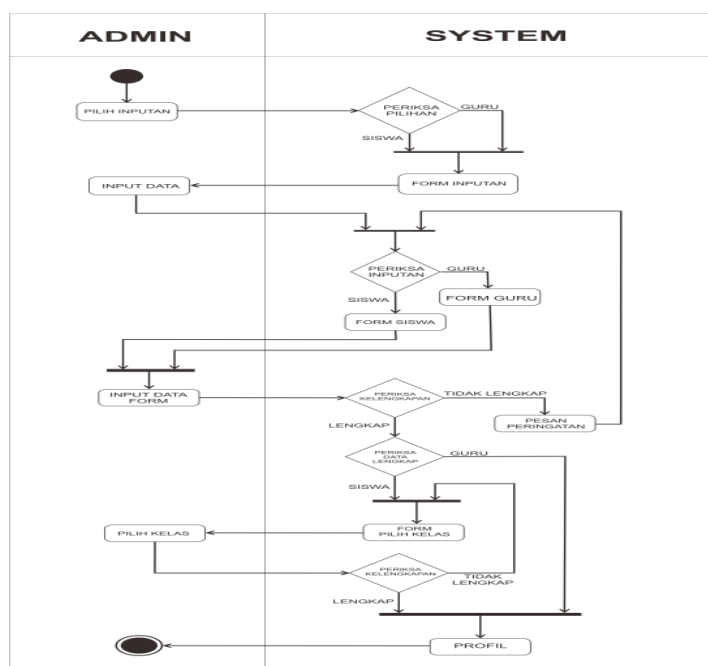 ADMIN
SYSTEM
PILIH INPUTAN
PERIKSA
PILIHAN
GURU
SISWA
FORM INPUTAN
INPUT DATA
PERIKSA
INPUTAN
GURU
FORM GURU
SISWA
FORM SISWA
INPUT DATA
FORM
PERIKSA
KELENGKAPAN
TIDAK LENGKAP
PESAN
PERINGATAN
LENGKAP
PERIKSA
DATA
LENGKAP
GURU
SISWA
FORM
PILIH KELAS
PILIH KELAS
PERIKSA
KELENGKAPAN
TIDAK
LENGKAP
LENGKAP
PROFIL